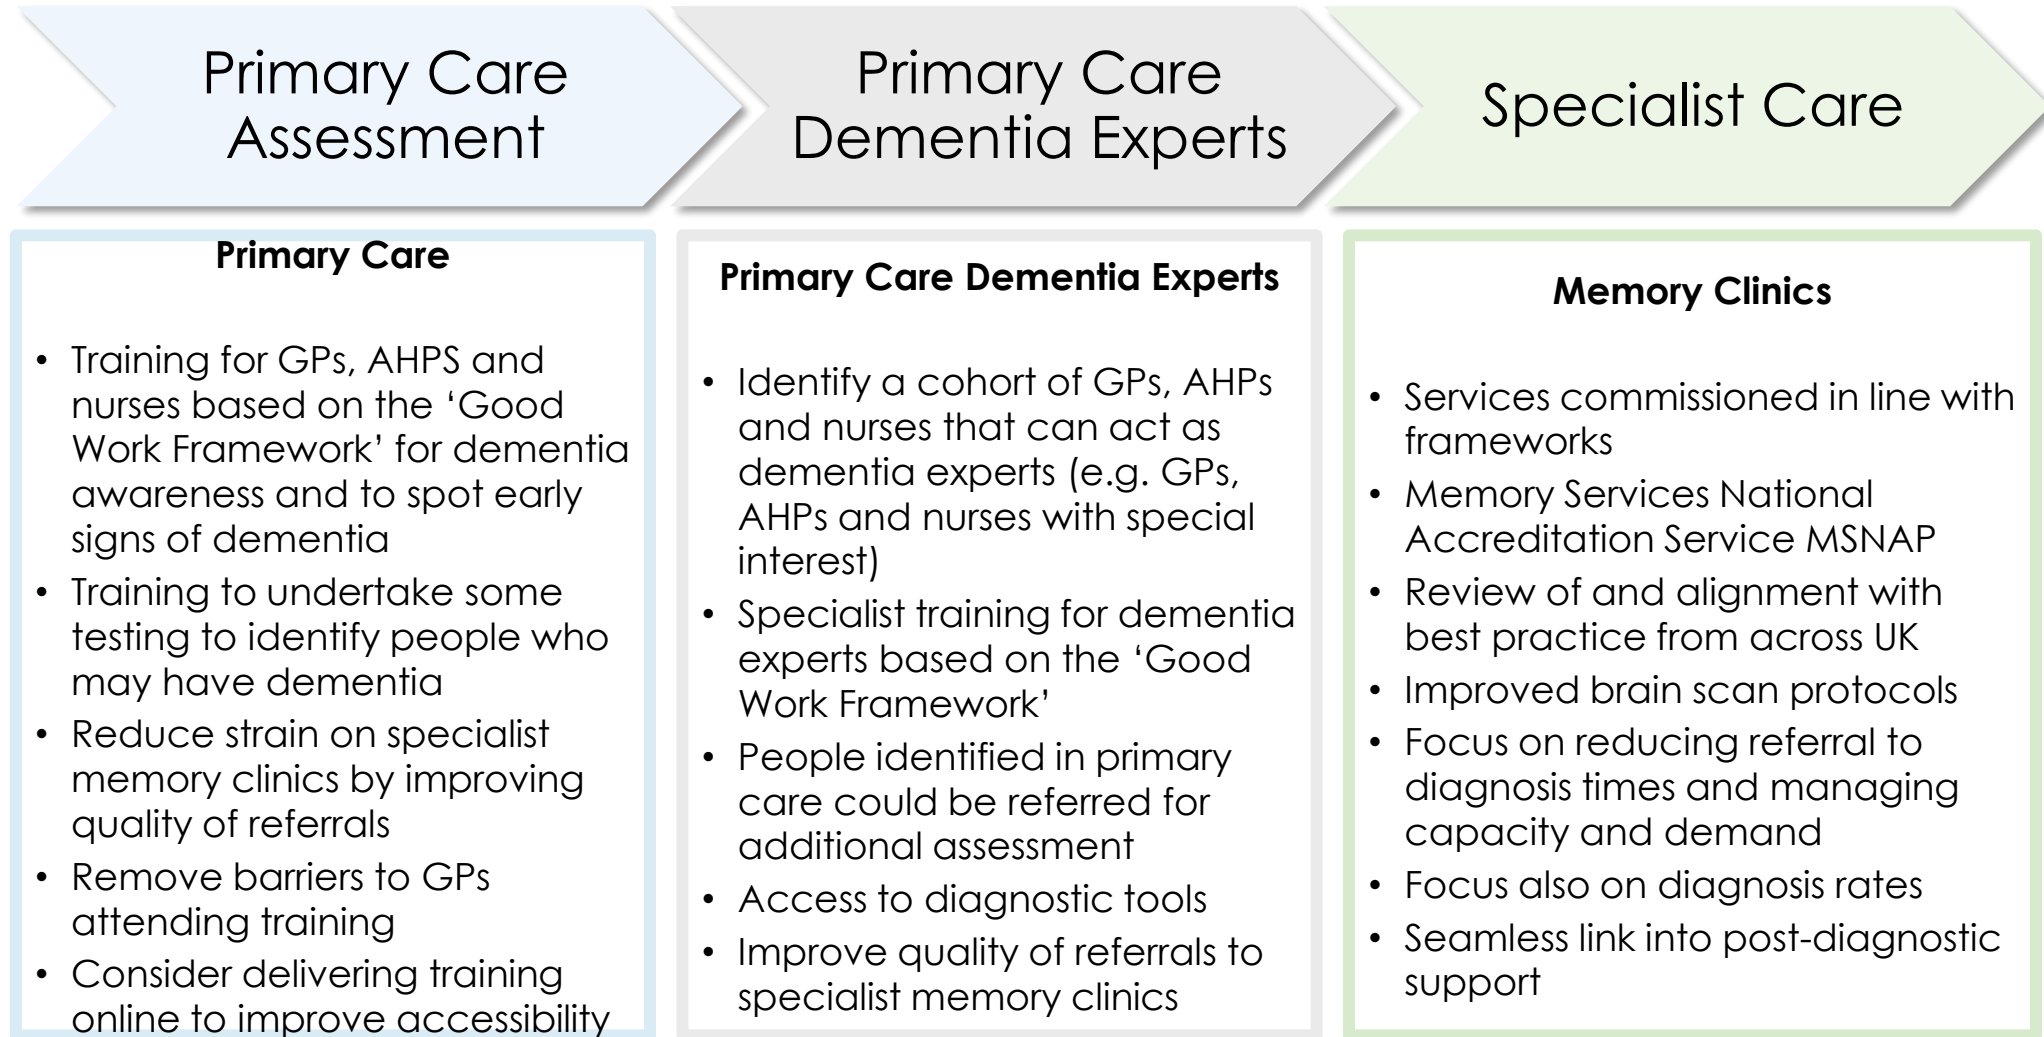 Primary Care
Assessment
Primary Care
Dementia Experts
Specialist Care
Primary Care
• Training for GPs, AHPS and
nurses based on the ‘Good
Work Framework’ for dementia
awareness and to spot early
signs of dementia
• Training to undertake some
testing to identify people who
may have dementia
• Reduce strain on specialist
memory clinics by improving
quality of referrals
• Remove barriers to GPs
attending training
• Consider delivering training
online to improve accessibility
Primary Care Dementia Experts
• Identify a cohort of GPs, AHPs
and nurses that can act as
dementia experts (e.g. GPs,
AHPs and nurses with special
interest)
• Specialist training for dementia
experts based on the ‘Good
Work Framework’
• People identified in primary
care could be referred for
additional assessment
• Access to diagnostic tools
• Improve quality of referrals to
specialist memory clinics
Memory Clinics
• Services commissioned in line with
frameworks
• Memory Services National
Accreditation Service MSNAP
• Review of and alignment with
best practice from across UK
• Improved brain scan protocols
• Focus on reducing referral to
diagnosis times and managing
capacity and demand
• Focus also on diagnosis rates
• Seamless link into post-diagnostic
support